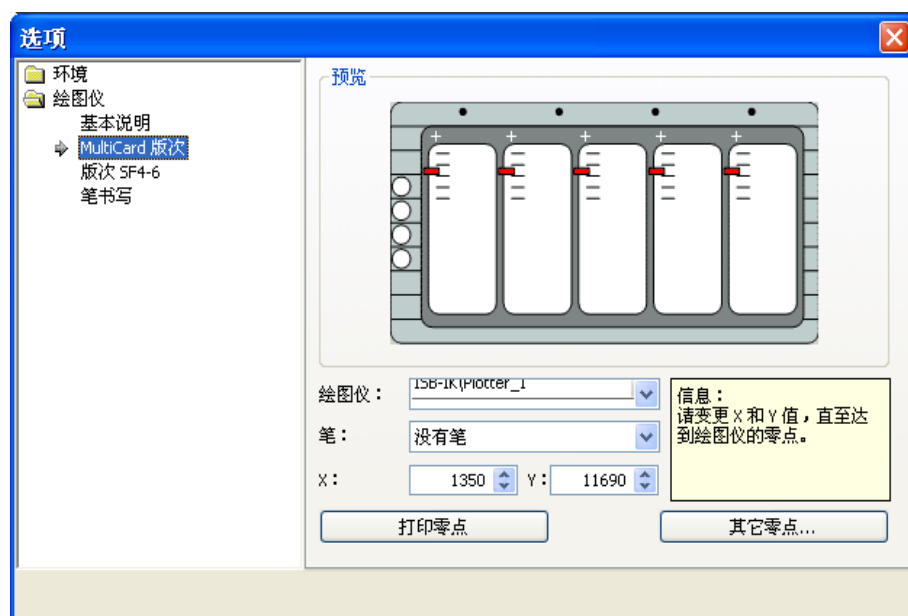 选项
环境
绘图仪
基本说明
MultiCard 版次
版次 SF4-6
笔书写
预览
绘图仪：
笔： 没有笔
X： 1350 Y： 11690
信息：
请变更 X 和 Y 值，直至达
到绘图仪的零点。
打印零点 其它零点...